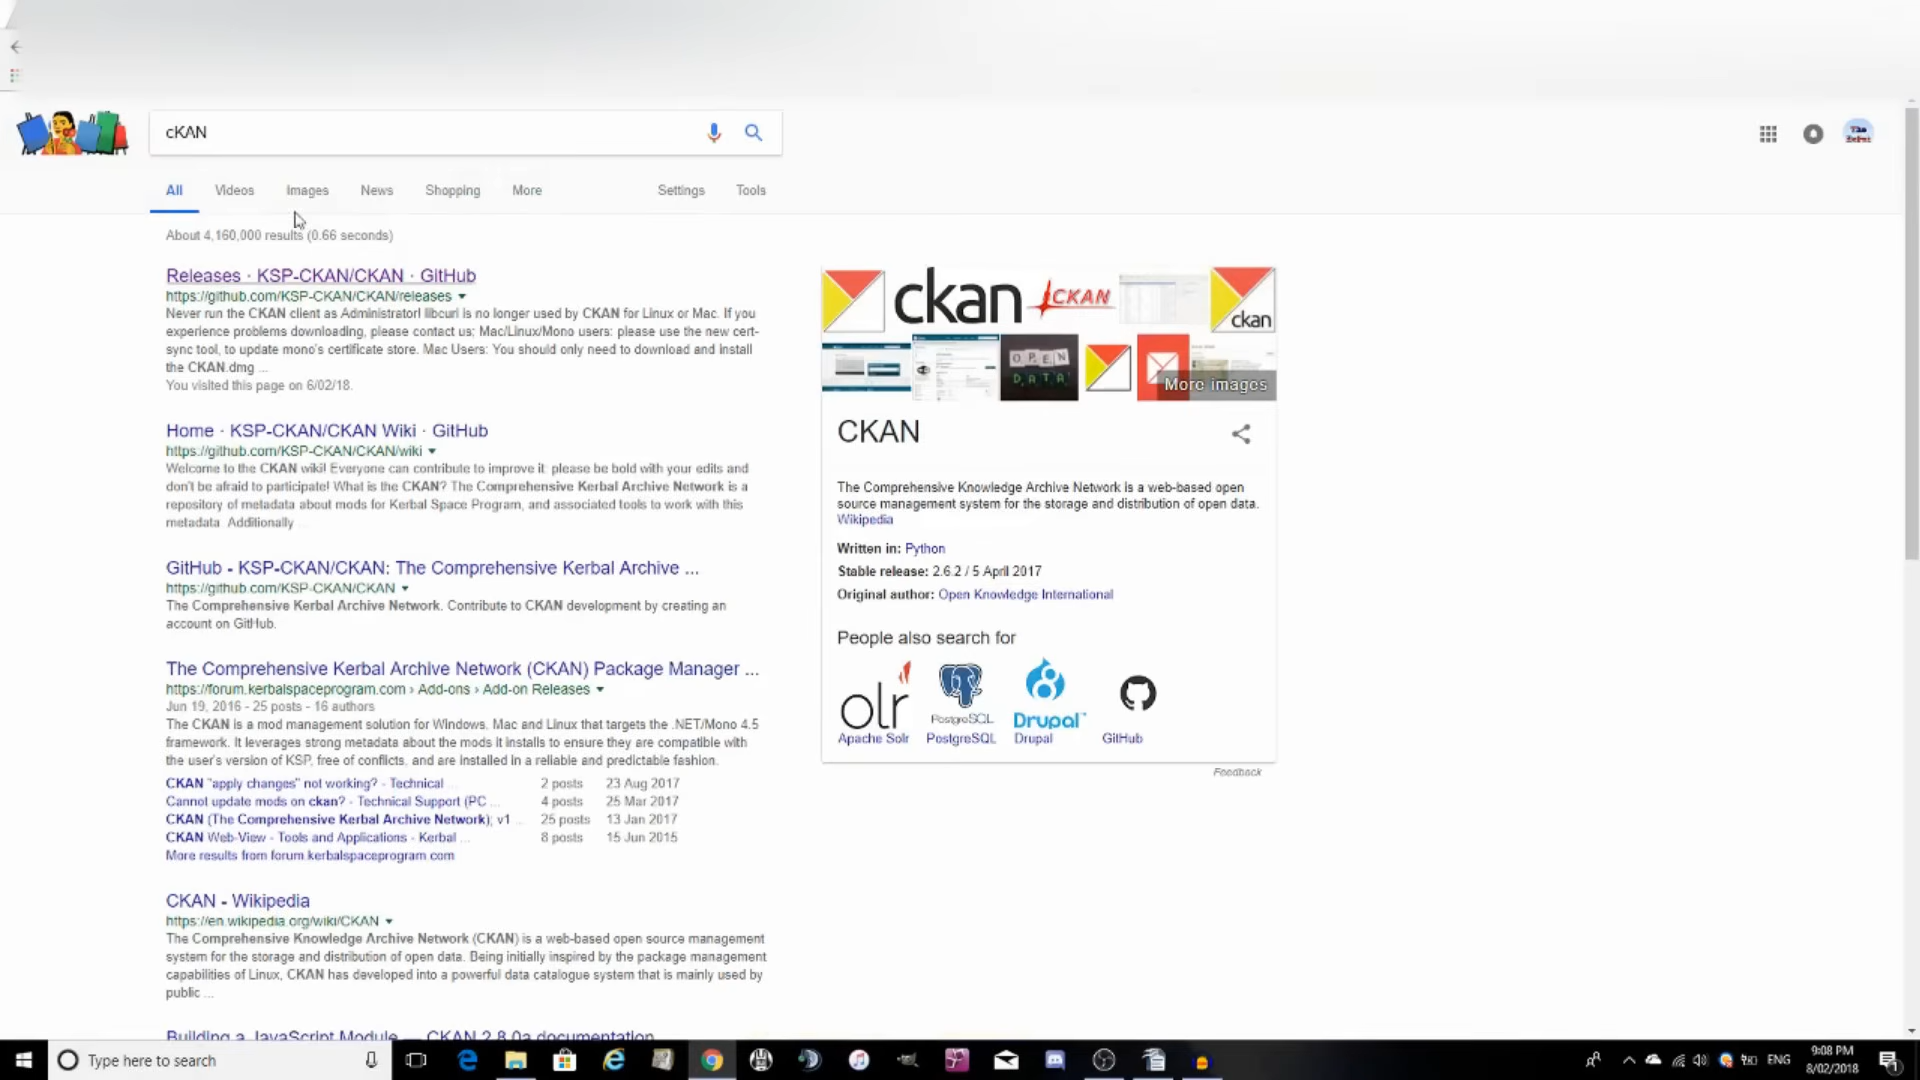 cKAN
All Videos Images News Shopping More Settings Tools
About 4,160,000 results (0.66 seconds)
Releases · KSP-CKAN/CKAN · GitHub
https://github.com/KSP-CKAN/CKAN/releases
Never run the CKAN client as Administrator! libcurl is no longer used by CKAN for Linux or Mac. If you
experience problems downloading, please contact us; Mac/Linux/Mono users: please use the new cert-
sync tool, to update mono's certificate store. Mac Users: You should only need to download and install
the CKAN.dmg ...
You visited this page on 6/02/18.
Home · KSP-CKAN/CKAN Wiki · GitHub
https://github.com/KSP-CKAN/CKAN/wiki
Welcome to the CKAN wiki! Everyone can contribute to improve it: please be bold with your edits and
don't be afraid to participate! What is the CKAN? The Comprehensive Kerbal Archive Network is a
repository of metadata about mods for Kerbal Space Program, and associated tools to work with this
metadata Additionally ...
GitHub - KSP-CKAN/CKAN: The Comprehensive Kerbal Archive ...
https://github.com/KSP-CKAN/CKAN
The Comprehensive Kerbal Archive Network. Contribute to CKAN development by creating an
account on GitHub.
The Comprehensive Kerbal Archive Network (CKAN) Package Manager ...
https://forum.kerbalspaceprogram.com › Add-ons › Add-on Releases
Jun 19, 2016 - 25 posts - 16 authors
The CKAN is a mod management solution for Windows, Mac and Linux that targets the .NET/Mono 4.5
framework. It leverages strong metadata about the mods it installs to ensure they are compatible with
the user's version of KSP, free of conflicts, and are installed in a reliable and predictable fashion.
CKAN "apply changes" not working? - Technical ... 2 posts 23 Aug 2017
Cannot update mods on ckan? - Technical Support (PC ... 4 posts 25 Mar 2017
CKAN (The Comprehensive Kerbal Archive Network); v1 ... 25 posts 13 Jan 2017
CKAN Web-View - Tools and Applications - Kerbal ... 8 posts 15 Jun 2015
More results from forum.kerbalspaceprogram.com
CKAN - Wikipedia
https://en.wikipedia.org/wiki/CKAN
The Comprehensive Knowledge Archive Network (CKAN) is a web-based open source management
system for the storage and distribution of open data. Being initially inspired by the package management
capabilities of Linux, CKAN has developed into a powerful data catalogue system that is mainly used by
public ...
Building a JavaScript Module — CKAN 2.8.0a documentation
ckan CKAN
ckan
OPEN
DATA
More images
CKAN
The Comprehensive Knowledge Archive Network is a web-based open
source management system for the storage and distribution of open data.
Wikipedia
Written in: Python
Stable release: 2.6.2 / 5 April 2017
Original author: Open Knowledge International
People also search for
olr
PostgreSQL
Drupal
Apache Solr PostgreSQL Drupal GitHub
Feedback
Type here to search
ENG
9:08 PM
8/02/2018